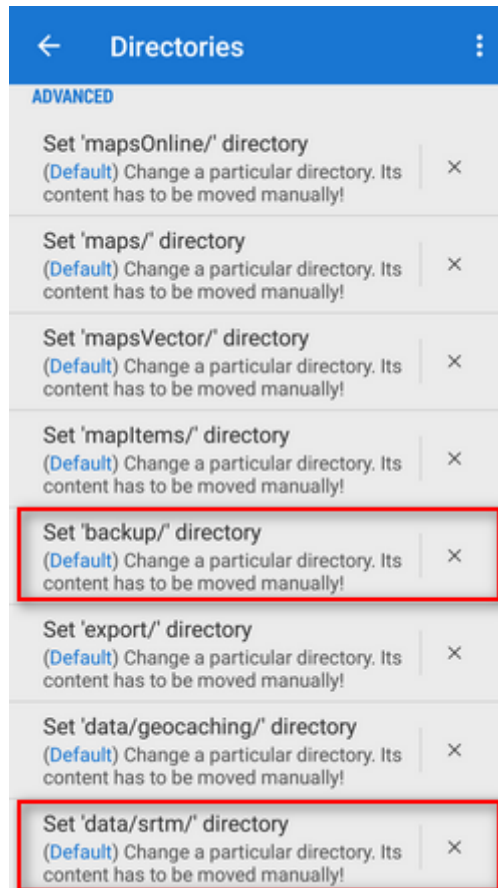 Directories
ADVANCED
Set 'mapsOnline/' directory
(Default) Change a particular directory. Its
content has to be moved manually!
Set 'maps/' directory
(Default) Change a particular directory. Its
content has to be moved manually!
Set 'mapsVector/' directory
(Default) Change a particular directory. Its
content has to be moved manually!
Set 'mapItems/' directory
(Default) Change a particular directory. Its
content has to be moved manually!
Set 'backup/' directory
(Default) Change a particular directory. Its
content has to be moved manually!
Set 'export/' directory
(Default) Change a particular directory. Its
content has to be moved manually!
Set 'data/geocaching/' directory
(Default) Change a particular directory. Its
content has to be moved manually!
Set 'data/srtm/' directory
(Default) Change a particular directory. Its
content has to be moved manually!